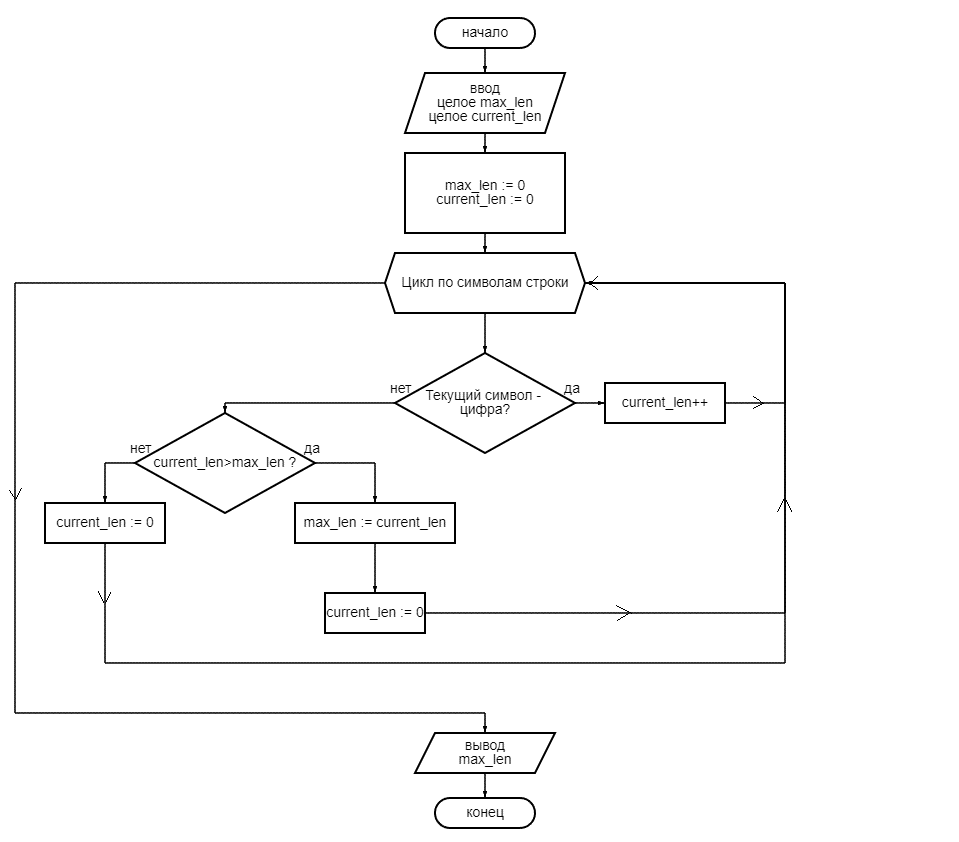 начало
ввод
целое max_len
целое current_len
max_len := 0
current_len := 0
Цикл по символам строки
нет
Текущий символ -
цифра?
да
current_len++
нет
current_len>max_len ?
да
current_len := 0
max_len := current_len
current_len := 0
вывод
max_len
конец